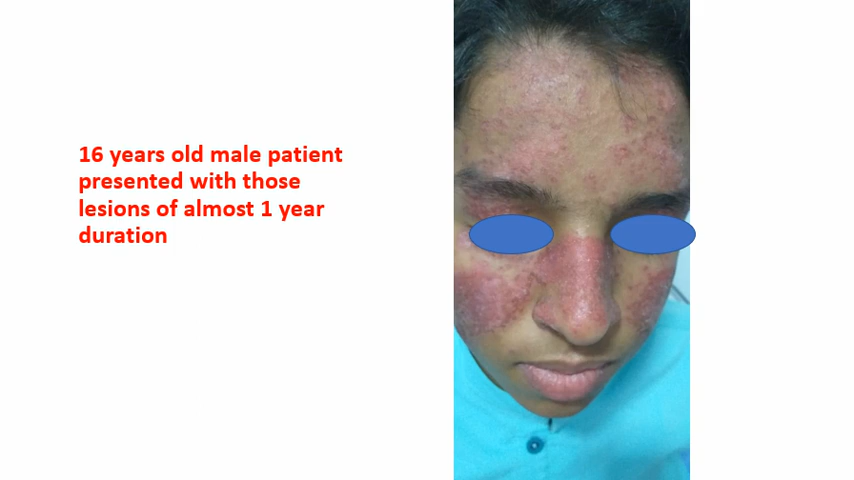 16 years old male patient
presented with those
lesions of almost 1 year
duration